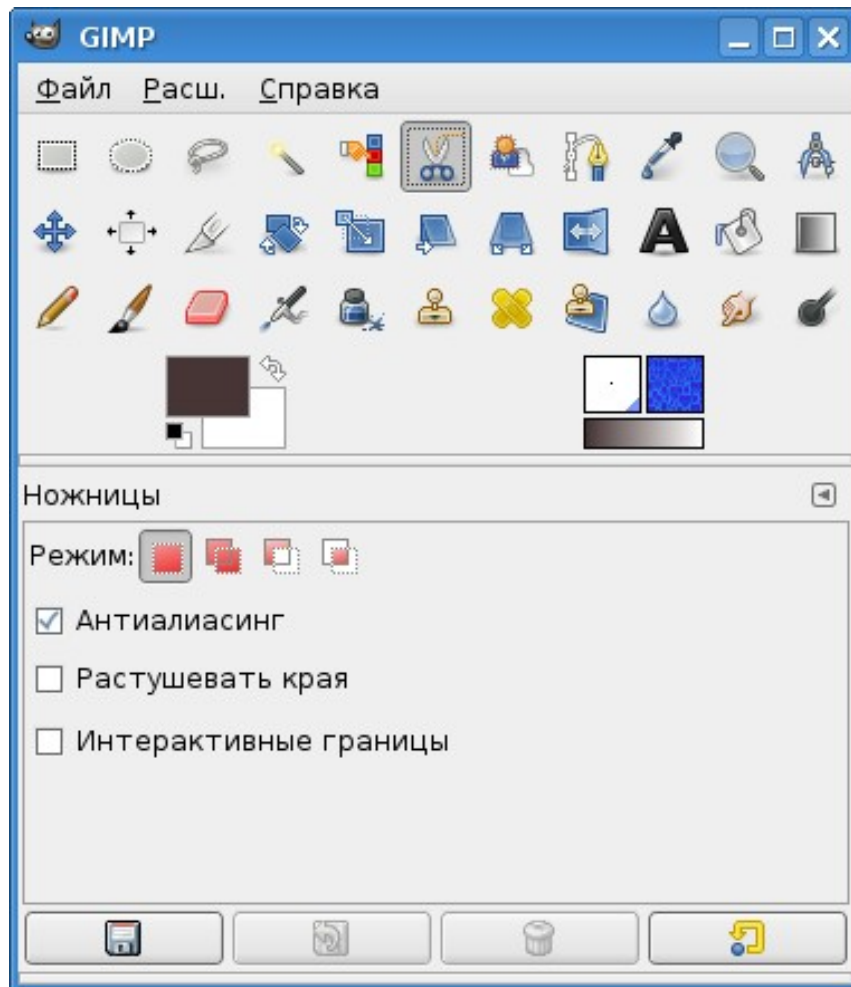 GIMP
Файл Расш. Справка
Ножницы
Режим:
Антиалиасинг
Растушевать края
Интерактивные границы